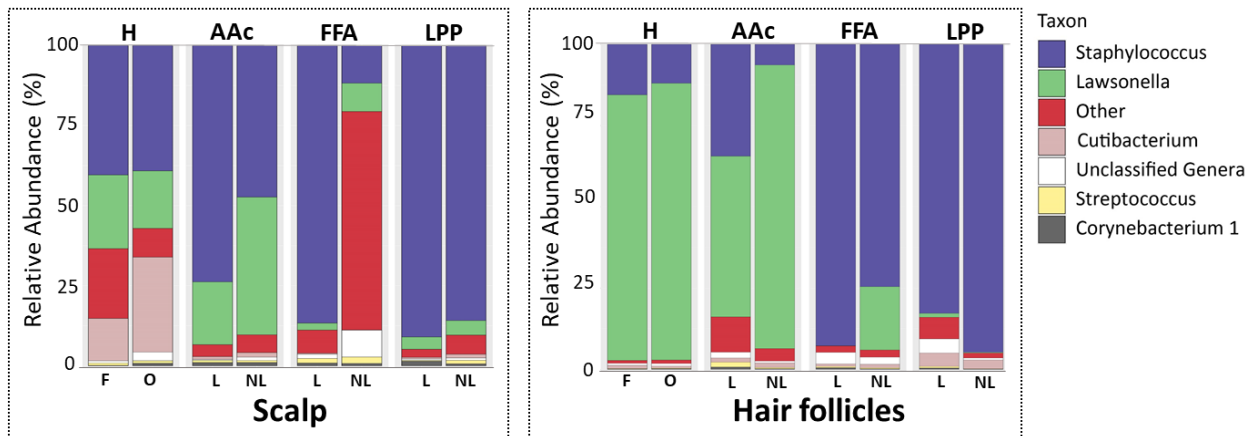 H AAc FFA LPP
Relative Abundance (%)
100
75
50
25
0
F O L NL L NL L NL
Scalp
H AAc FFA LPP
Relative Abundance (%)
100
75
50
25
0
F O L NL L NL L NL
Hair follicles
Taxon
Staphylococcus
Lawsonella
Other
Cutibacterium
Unclassified Genera
Streptococcus
Corynebacterium 1